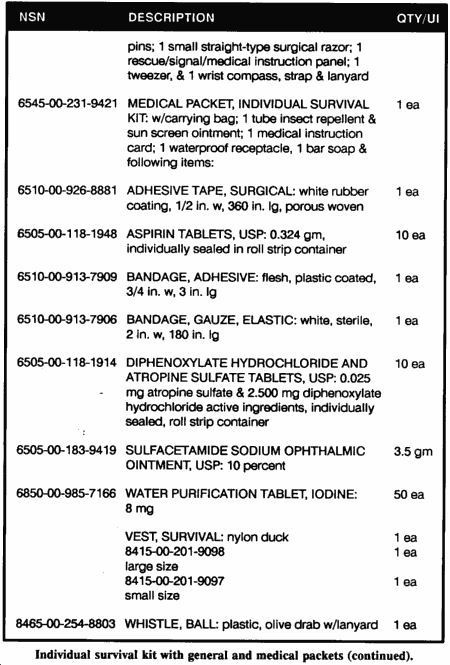 NSN DESCRIPTION QTY/UI
pins; 1 small straight-type surgical razor; 1
rescue/signal/medical instruction panel; 1
tweezer, & 1 wrist compass, strap & lanyard
6545-00-231-9421 MEDICAL PACKET, INDIVIDUAL SURVIVAL 1 ea
KIT: w/carrying bag; 1 tube insect repellent &
sun screen ointment; 1 medical instruction
card; 1 waterproof receptacle, 1 bar soap &
following items:
6510-00-926-8881 ADHESIVE TAPE, SURGICAL: white rubber 1 ea
coating, 1/2 in. w, 360 in. lg, porous woven
6505-00-118-1948 ASPIRIN TABLETS, USP: 0.324 gm, 10 ea
individually sealed in roll strip container
6510-00-913-7909 BANDAGE, ADHESIVE: flesh, plastic coated, 1 ea
3/4 in. w, 3 in. lg
6510-00-913-7906 BANDAGE, GAUZE, ELASTIC: white, sterile, 1 ea
2 in. w, 180 in. lg
6505-00-118-1914 DIPHENOXYLATE HYDROCHLORIDE AND 10 ea
ATROPINE SULFATE TABLETS, USP: 0.025
mg atropine sulfate & 2.500 mg diphenoxylate
hydrochloride active ingredients, individually
sealed, roll strip container
6505-00-183-9419 SULFACETAMIDE SODIUM OPHTHALMIC 3.5 gm
OINTMENT, USP: 10 percent
6850-00-985-7166 WATER PURIFICATION TABLET, IODINE: 50 ea
8 mg
VEST, SURVIVAL: nylon duck 1 ea
8415-00-201-9098 1 ea
large size
8415-00-201-9097 1 ea
small size
8465-00-254-8803 WHISTLE, BALL: plastic, olive drab w/lanyard 1 ea
Individual survival kit with general and medical packets (continued).